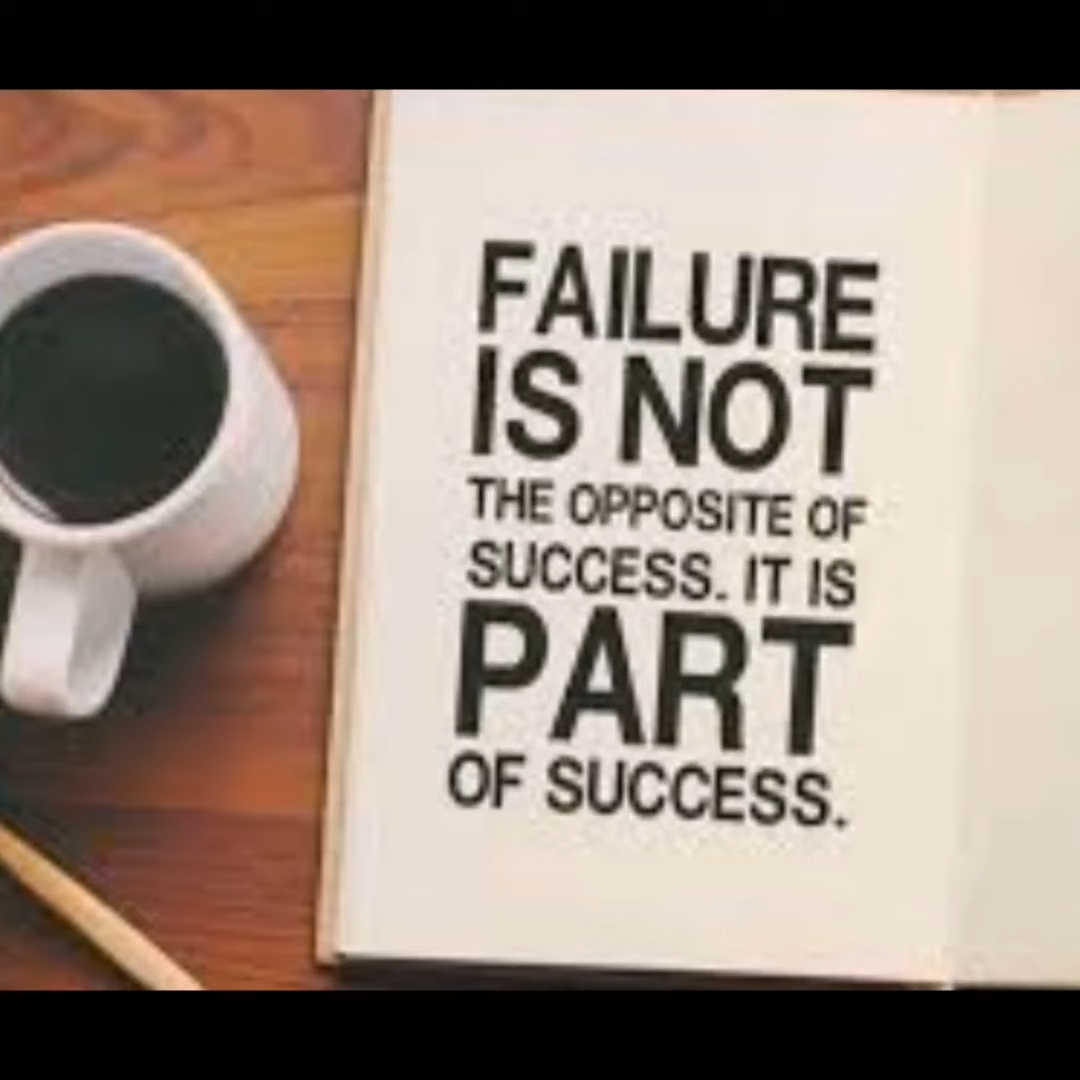 FAILURE
IS NOT
THE OPPOSITE OF
SUCCESS. IT IS
PART
OF SUCCESS.